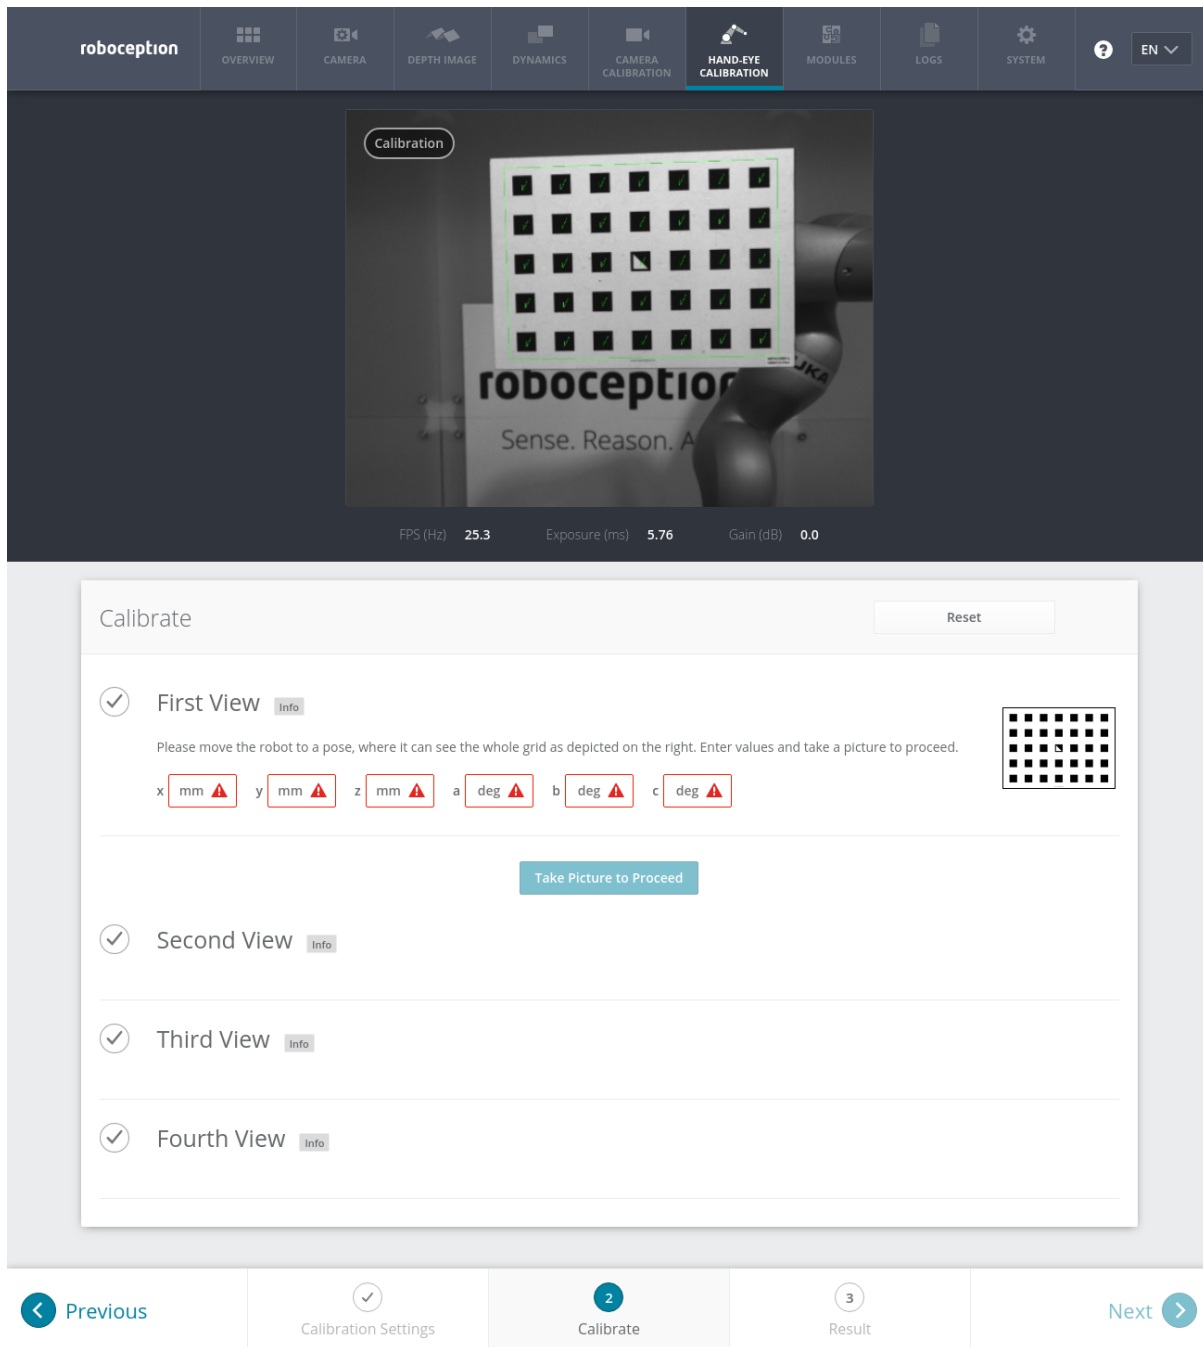 roboception
OVERVIEW
CAMERA
DEPTH IMAGE
DYNAMICS
CAMERA
CALIBRATION
HAND-EYE
CALIBRATION
MODULES
LOGS
SYSTEM
?
EN
Calibration
roboception
Sense. Reason. A
UKA
FPS (Hz) 25.3 Exposure (ms) 5.76 Gain (dB) 0.0
Calibrate
Reset
First View Info
Please move the robot to a pose, where it can see the whole grid as depicted on the right. Enter values and take a picture to proceed.
x mm y mm z mm a deg b deg c deg
Take Picture to Proceed
Second View Info
Third View Info
Fourth View Info
Previous
Calibration Settings
2
Calibrate
3
Result
Next